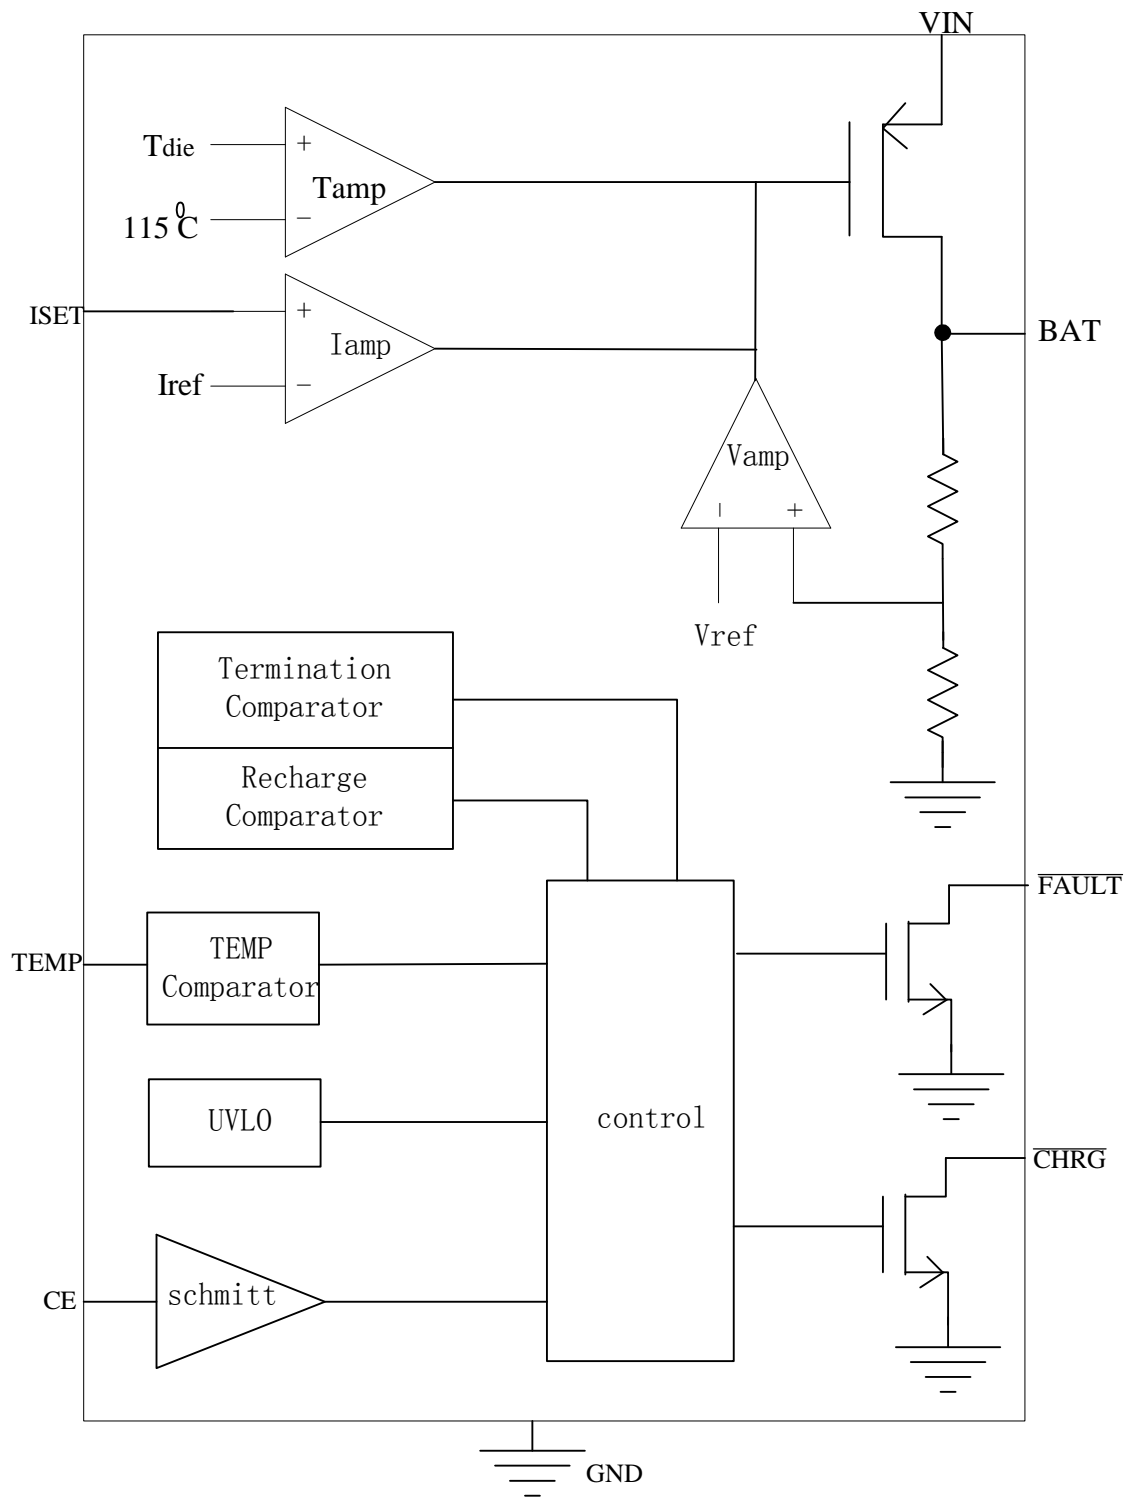 VIN
Tdie
+
Tamp
115 0C
−
ISET
+
Iamp
BAT
Iref
−
Vamp
− +
Vref
Termination
Comparator
Recharge
Comparator
FAULT
TEMP
TEMP
Comparator
UVLO
control
CHRG
CE
schmitt
GND